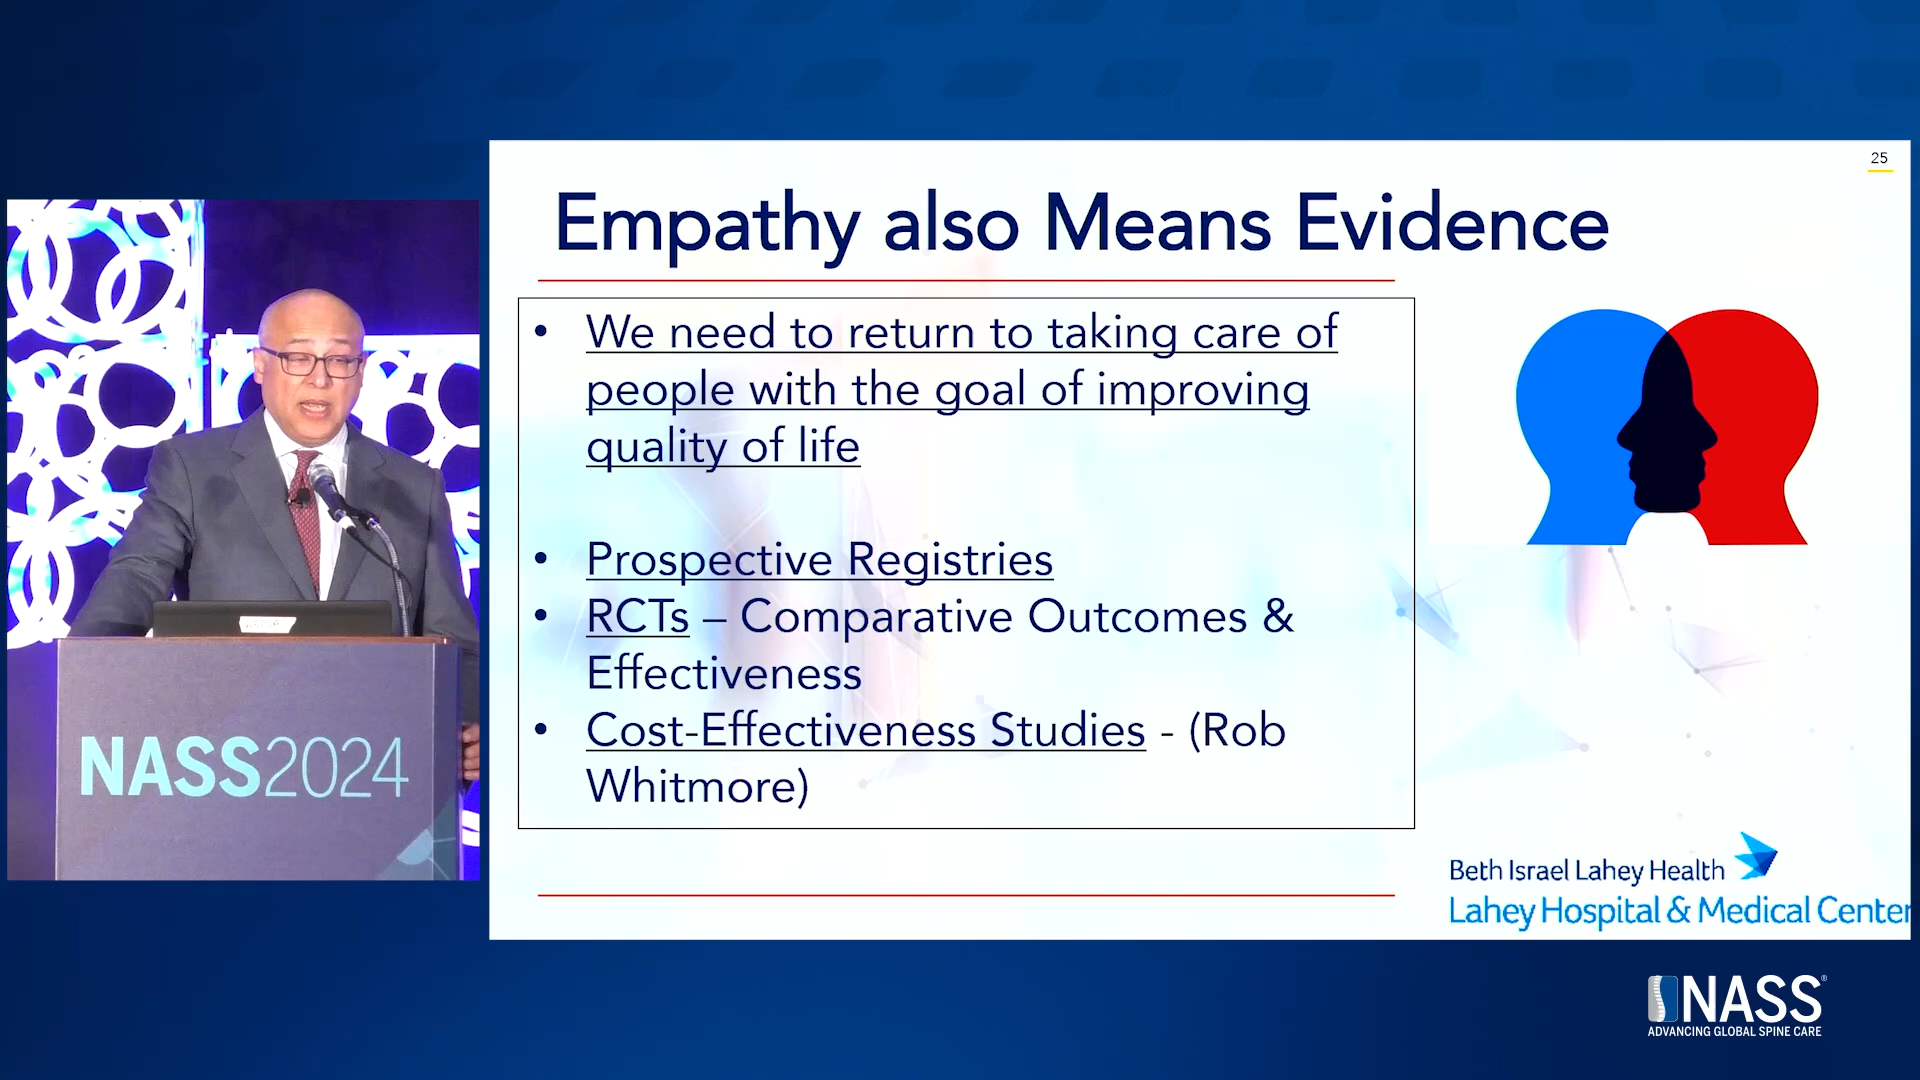 25
Empathy also Means Evidence
• We need to return to taking care of
people with the goal of improving
quality of life
• Prospective Registries
• RCTs – Comparative Outcomes &
Effectiveness
• Cost-Effectiveness Studies - (Rob
Whitmore)
Beth Israel Lahey Health
Lahey Hospital & Medical Center
NASS2024
NASS®
ADVANCING GLOBAL SPINE CARE